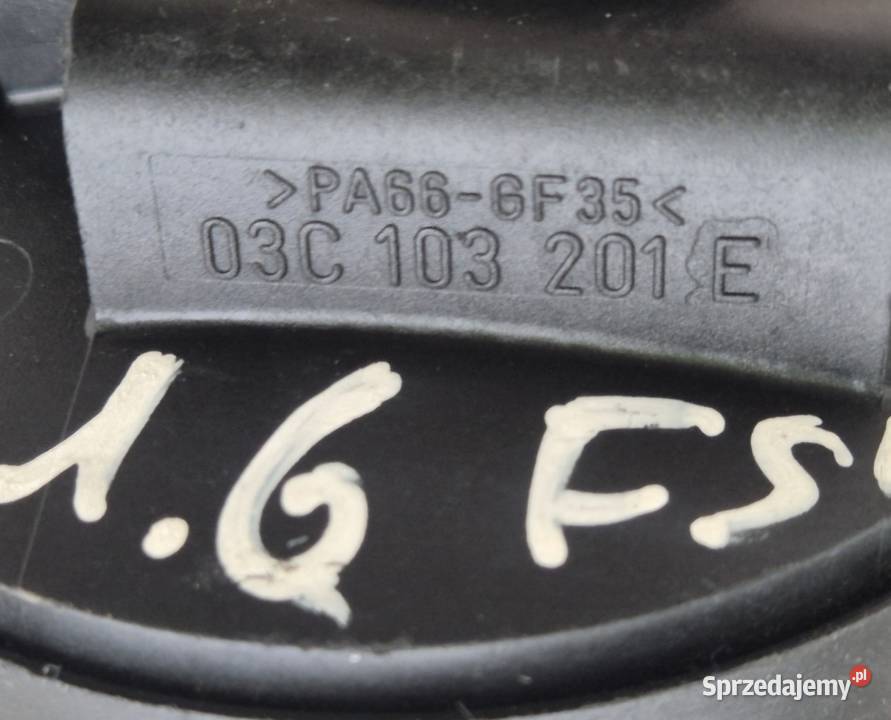 >PA66-GF35<
03C 103 201 E
1.6 FS
Sprzedajemy.pl